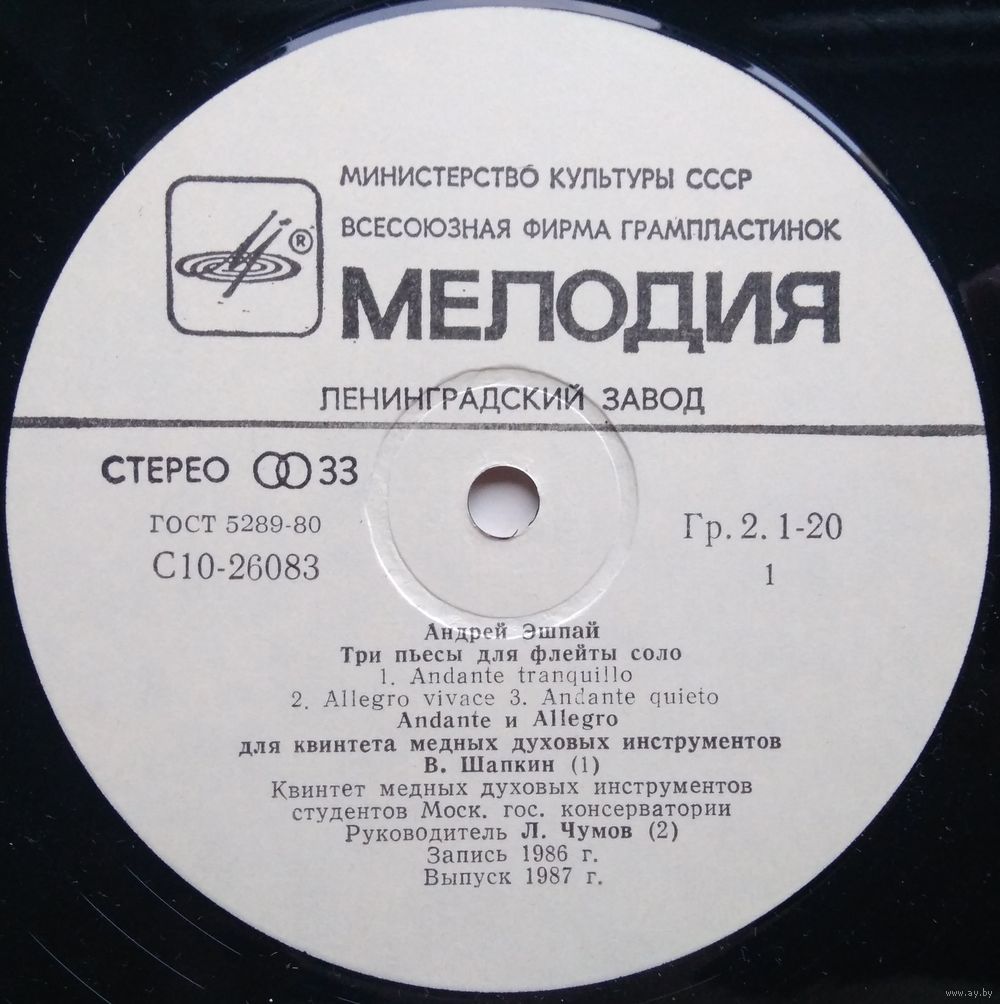 МИНИСТЕРСТВО КУЛЬТУРЫ СССР
ВСЕСОЮЗНАЯ ФИРМА ГРАМПЛАСТИНОК
®
МЕЛОДИЯ
ЛЕНИНГРАДСКИЙ ЗАВОД
СТЕРЕО 33
ГОСТ 5289-80
Гр. 2. 1-20
С10-26083
1
Андрей Эшпай
Три пьесы для флейты соло
1. Andante tranquillo
2. Allegro vivace 3. Andante quieto
Andante и Allegro
для квинтета медных духовых инструментов
В. Шапкин (1)
Квинтет медных духовых инструментов
студентов Моск. гос. консерватории
Руководитель Л. Чумов (2)
Запись 1986 г.
Выпуск 1987 г.
www.ay.by